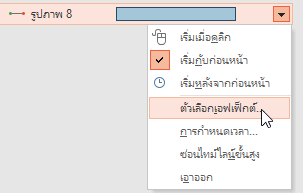 รูปภาพ 8
เริ่มเมื่อคลิก
เริ่มกับก่อนหน้า
เริ่มหลังจากก่อนหน้า
ตัวเลือกเอฟเฟ็กต์...
การกำหนดเวลา...
ซ่อนไทม์ไลน์ขั้นสูง
เอาออก